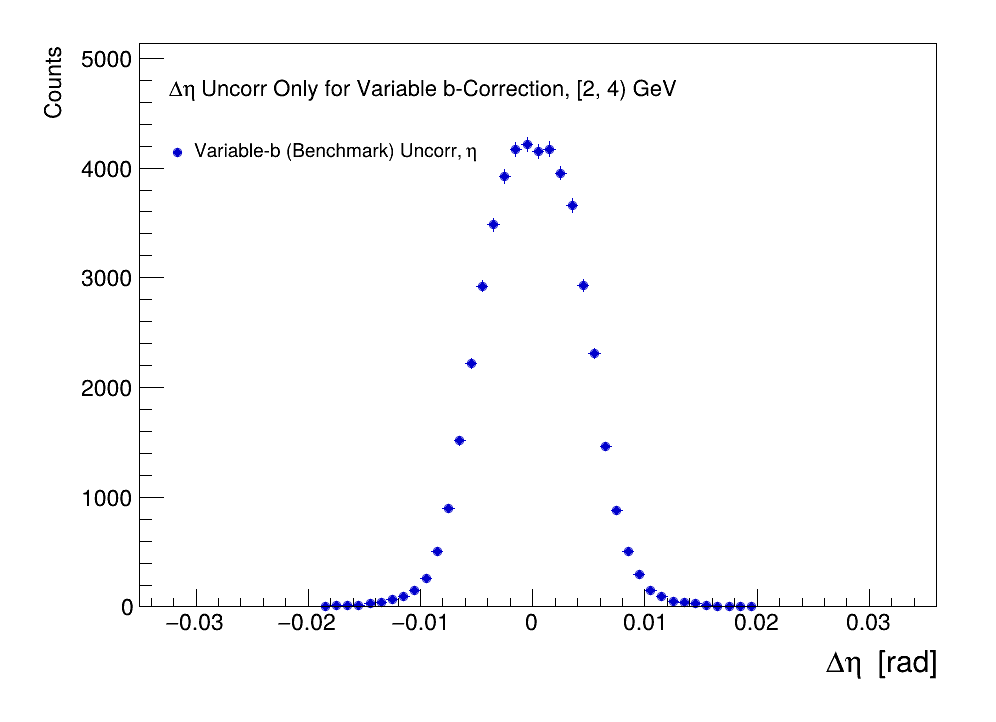 Counts
5000
Δη Uncorr Only for Variable b-Correction, [2, 4) GeV
Variable-b (Benchmark) Uncorr, η
4000
3000
2000
1000
0
−0.03 −0.02 −0.01 0 0.01 0.02 0.03
Δη [rad]